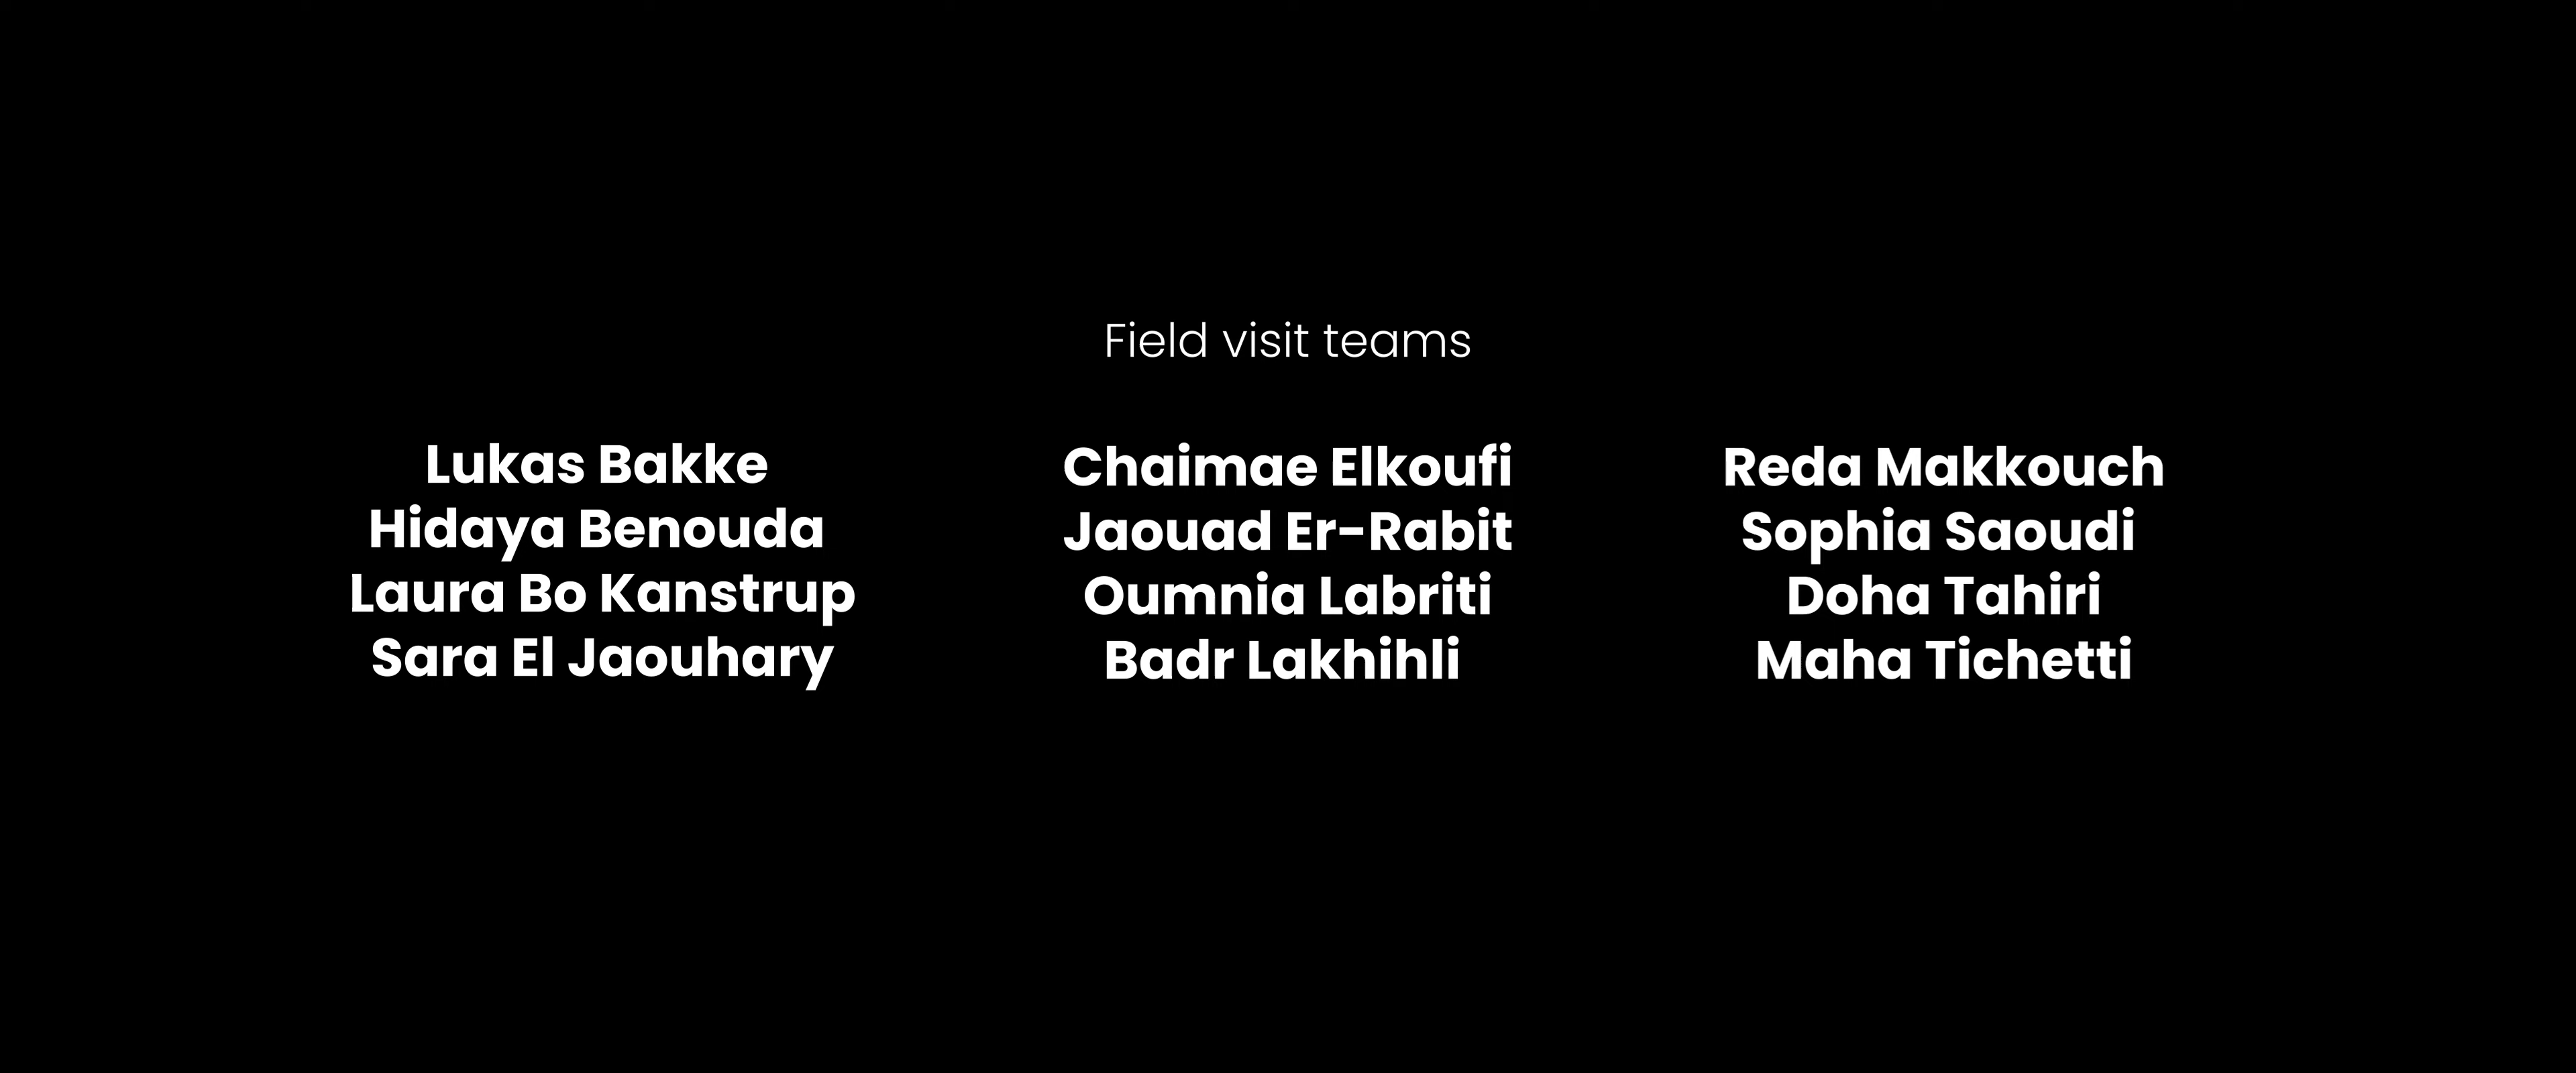 Field visit teams
Lukas Bakke
Hidaya Benouda
Laura Bo Kanstrup
Sara El Jaouhary
Chaimae Elkoufi
Jaouad Er-Rabit
Oumnia Labriti
Badr Lakhihli
Reda Makkouch
Sophia Saoudi
Doha Tahiri
Maha Tichetti